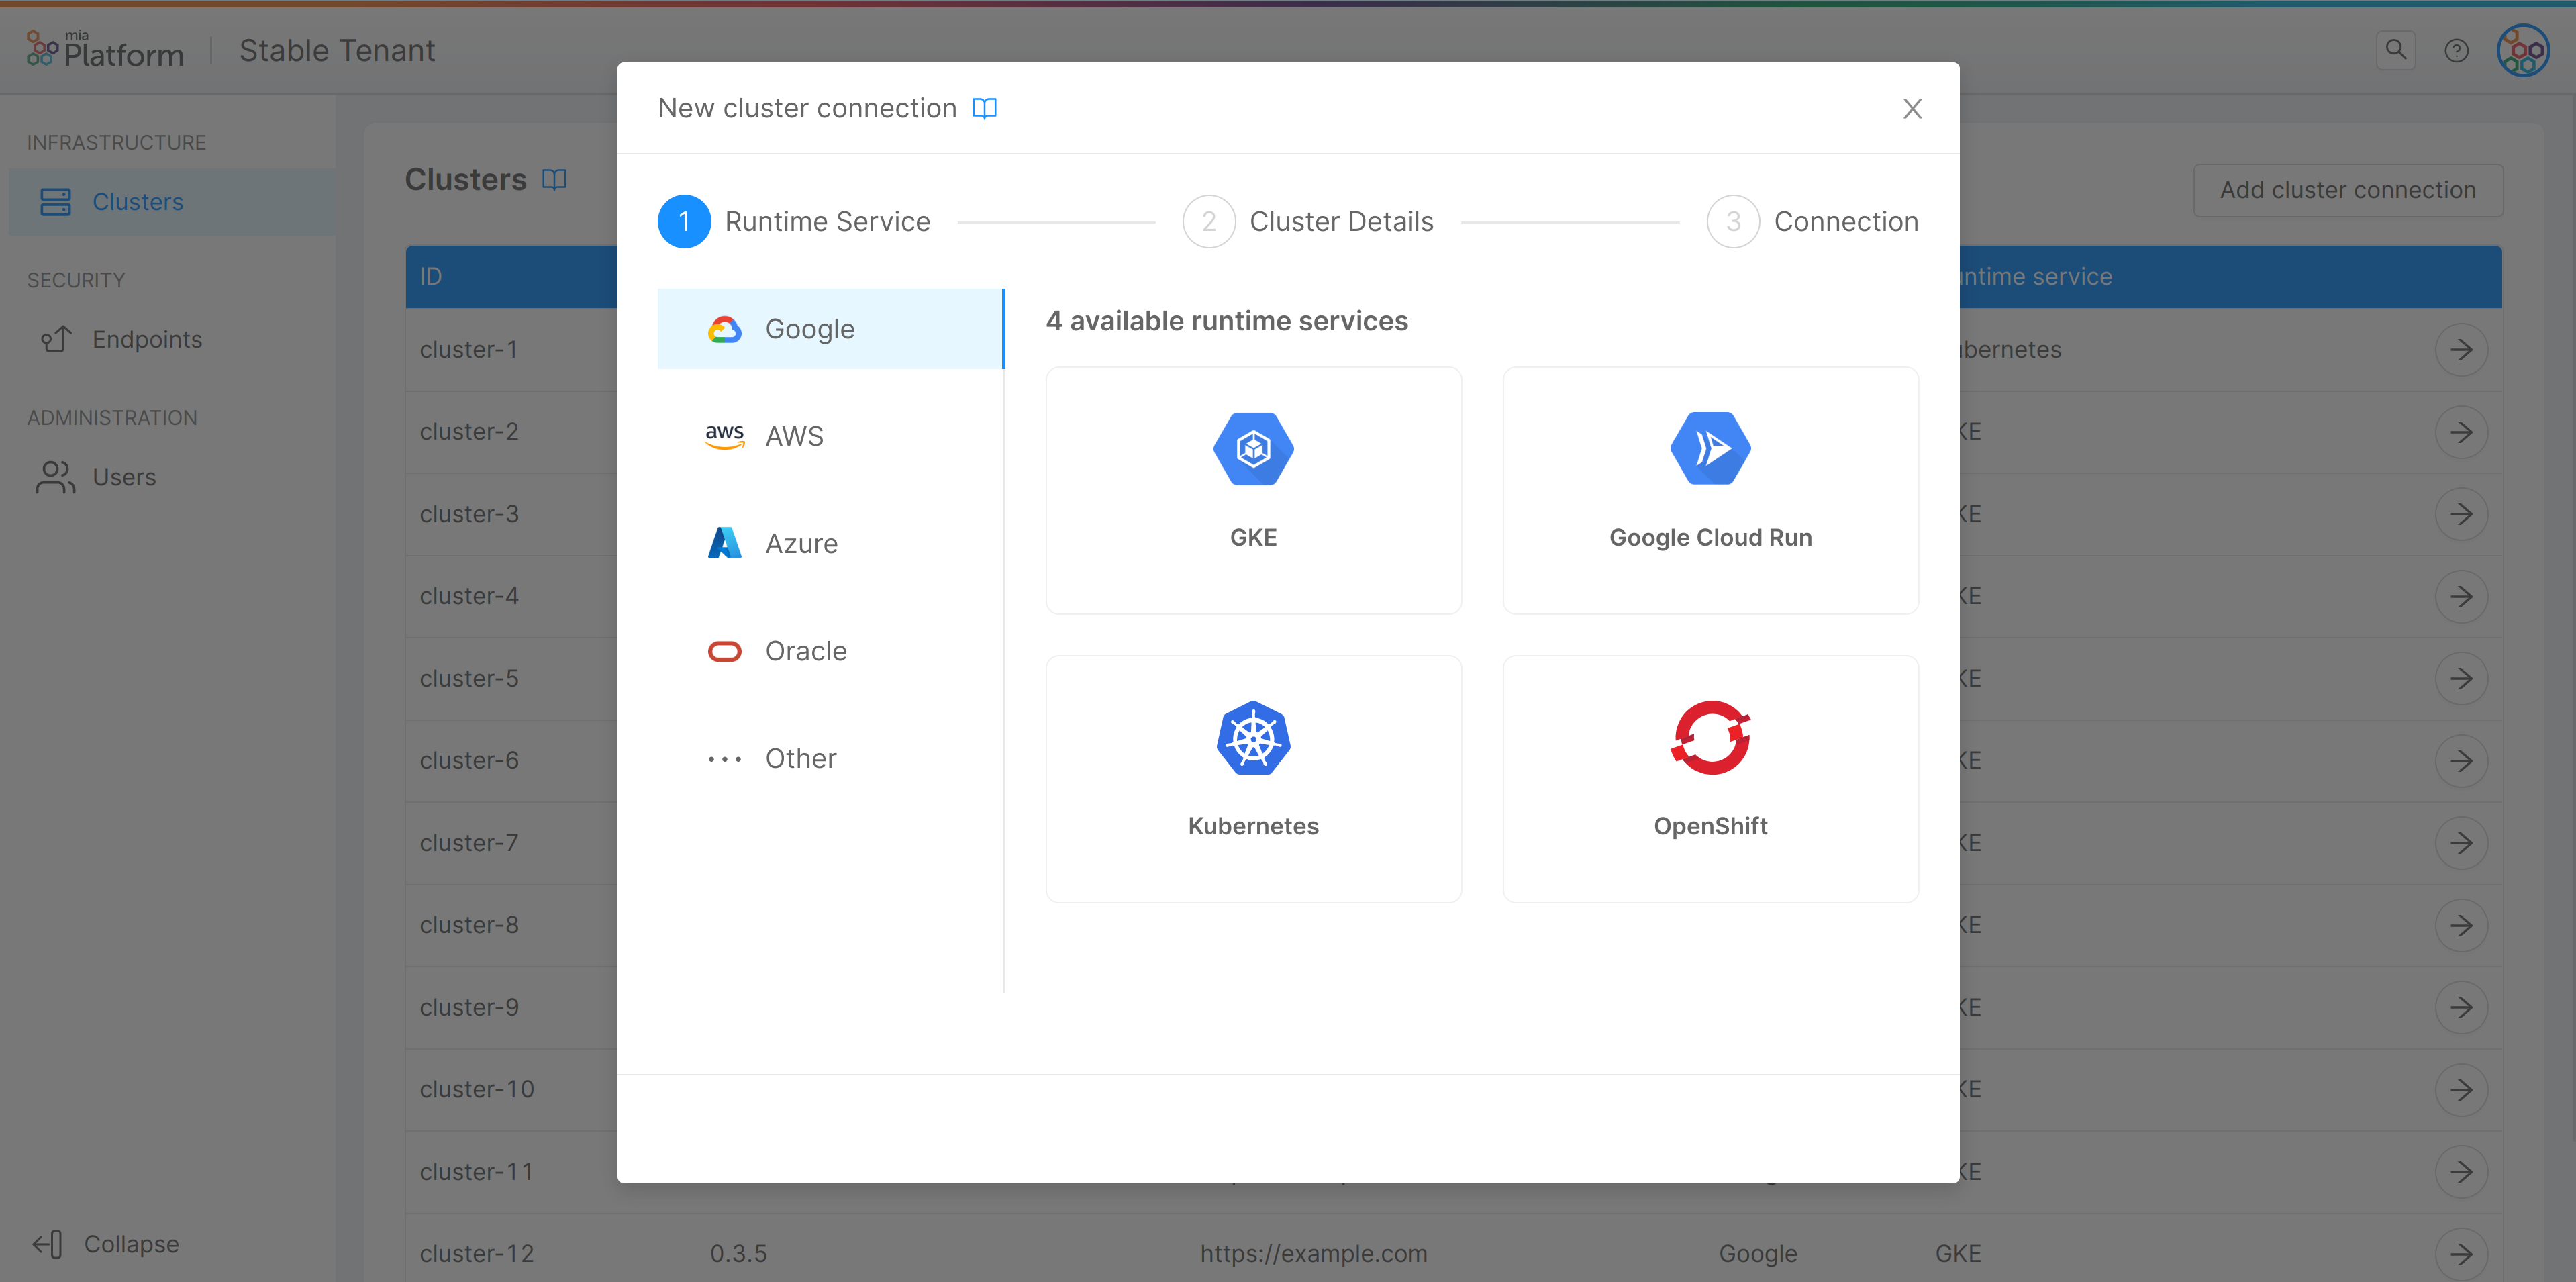 mia
Platform
Stable Tenant
INFRASTRUCTURE
Clusters
SECURITY
Endpoints
ADMINISTRATION
Users
Collapse
Clusters
Add cluster connection
ID
untime service
cluster-1
bernetes
cluster-2
KE
cluster-3
KE
cluster-4
KE
cluster-5
KE
cluster-6
KE
cluster-7
KE
cluster-8
KE
cluster-9
KE
cluster-10
KE
cluster-11
KE
cluster-12 0.3.5 https://example.com Google GKE
New cluster connection
1 Runtime Service
2 Cluster Details
3 Connection
Google
aws AWS
Azure
Oracle
Other
4 available runtime services
GKE
Google Cloud Run
Kubernetes
OpenShift